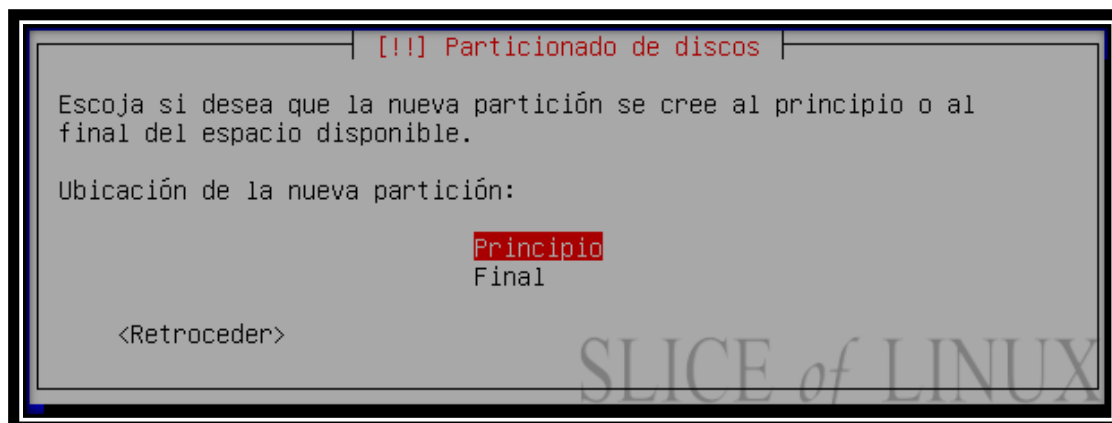 [!!] Particionado de discos
Escoja si desea que la nueva partición se cree al principio o al
final del espacio disponible.
Ubicación de la nueva partición:
Principio
Final
<Retroceder>
SLICE of LINUX